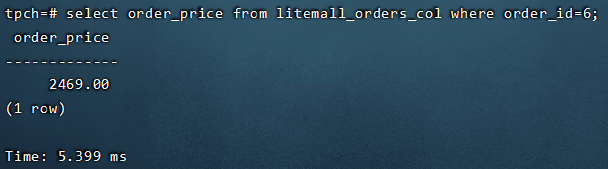 tpch=# select order_price from litemall_orders_col where order_id=6;
 order_price
-------------
     2469.00
(1 row)

Time: 5.399 ms